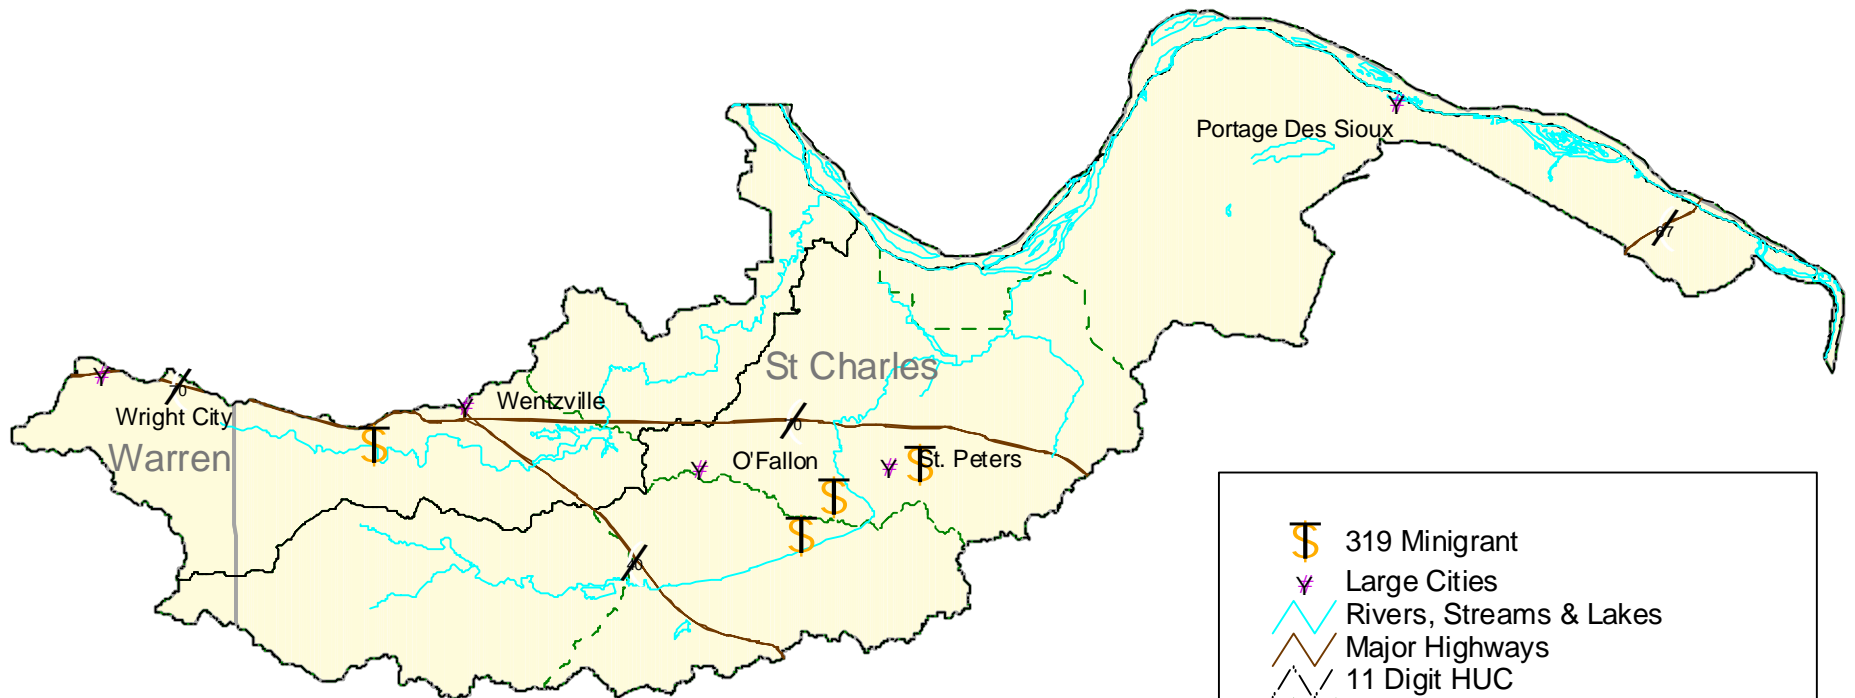 Portage Des Sioux
67
St Charles
Wentzville
Wright City
Warren
O'Fallon
St. Peters
319 Minigrant
Large Cities
Rivers, Streams & Lakes
Major Highways
11 Digit HUC